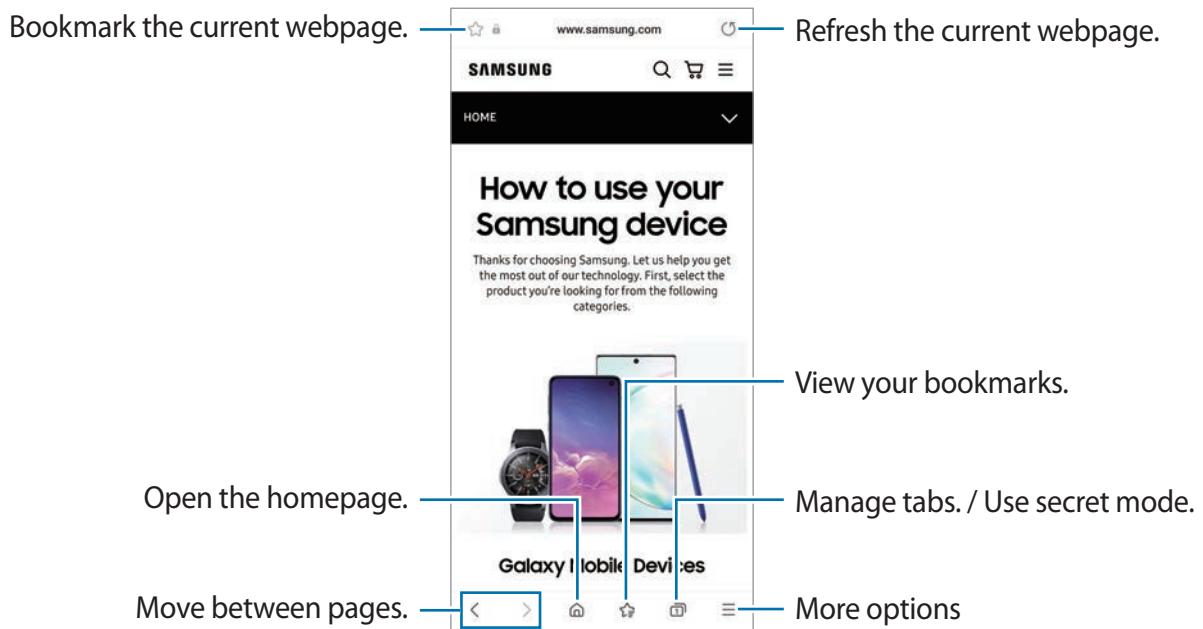 Bookmark the current webpage.
www.samsung.com
Refresh the current webpage.
SAMSUNG
HOME
How to use your
Samsung device
Thanks for choosing Samsung. Let us help you get
the most out of our technology. First, select the
product you're looking for from the following
categories.
View your bookmarks.
Open the homepage.
Manage tabs. / Use secret mode.
Galaxy Mobile Devices
Move between pages.
1
More options